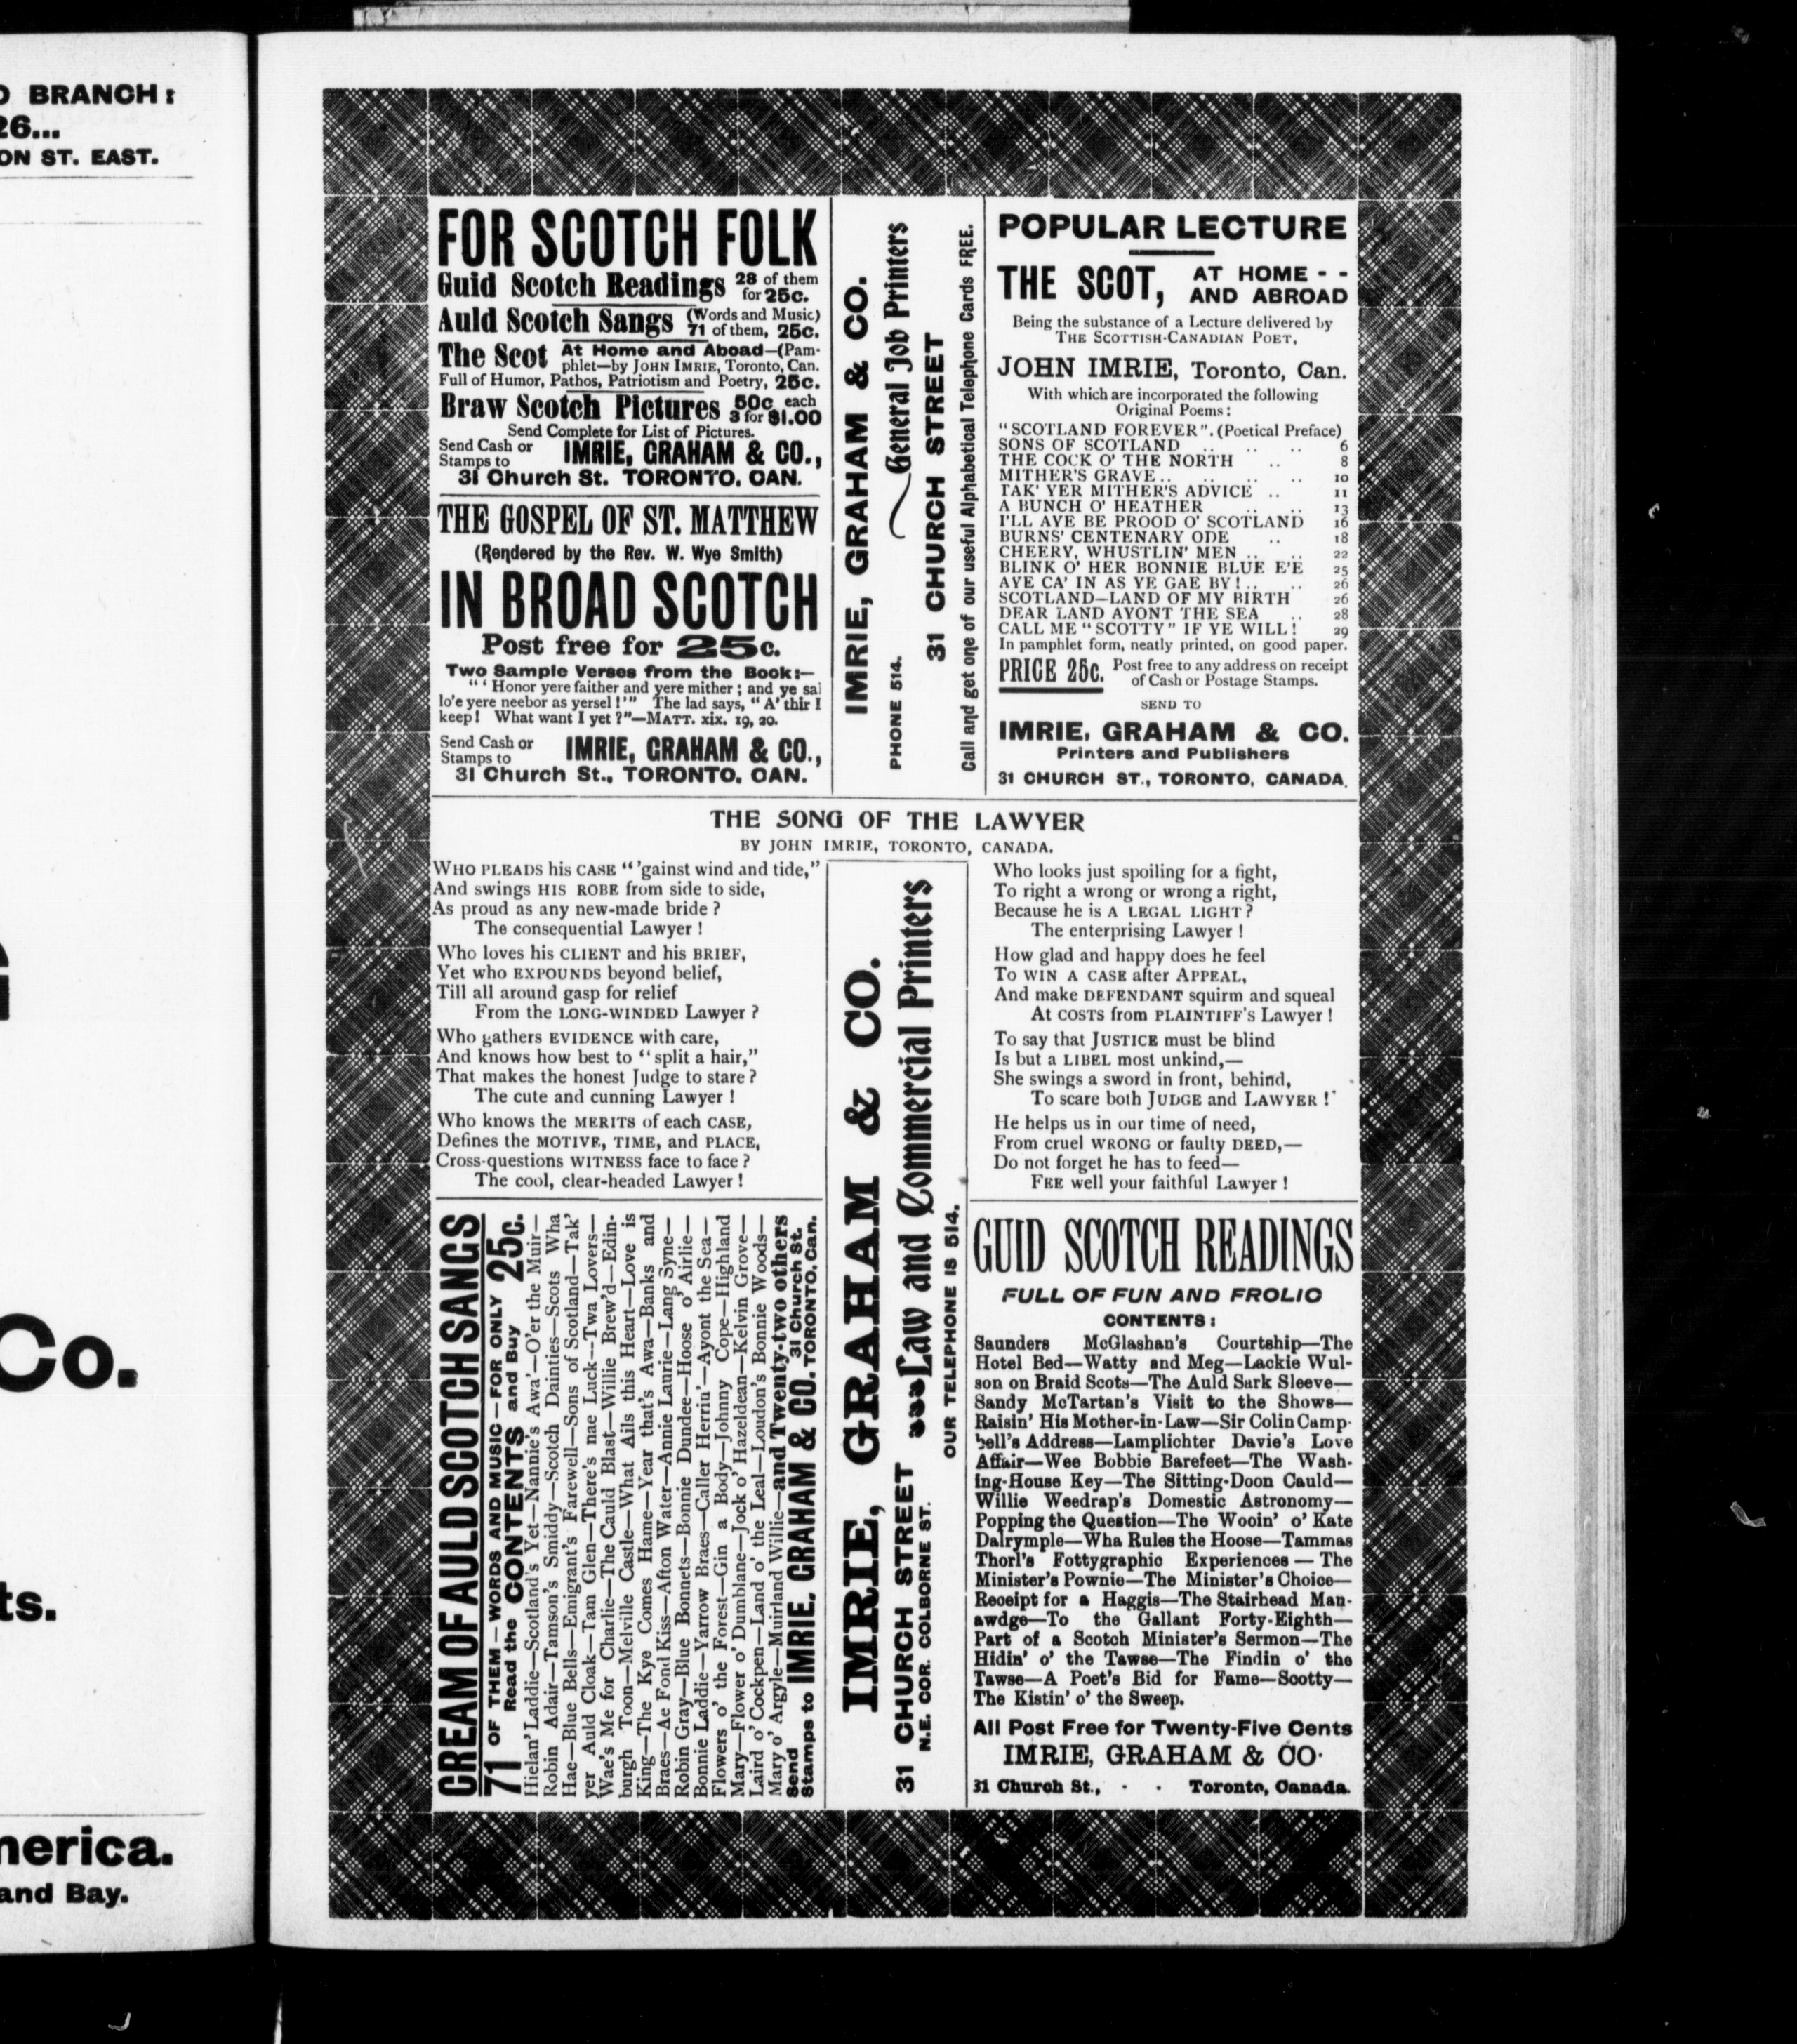 BRANCH:
26...
ON ST. EAST.
Co.
ts.
merica.
and Bay.
FOR SCOTCH FOLK
Guid Scotch Readings 28 of them for 25c.
Auld Scotch Sangs (Words and Music) 71 of them, 25c.
The Scot At Home and Aboad—(Pam-
phlet—by JOHN IMRIE, Toronto, Can.
Full of Humor, Pathos, Patriotism and Poetry, 25c.
Braw Scotch Pictures 50c. each 3 for $1.00
Send Complete for List of Pictures.
Send Cash or Stamps to IMRIE, GRAHAM & CO.,
31 Church St. TORONTO, CAN.
THE GOSPEL OF ST. MATTHEW
(Rendered by the Rev. W. Wye Smith)
IN BROAD SCOTCH
Post free for 25c.
Two Sample Verses from the Book:—
"' Honor yere faither and yere mither; and ye sal
lo'e yere neebor as yersel!'" The lad says, "A' thir I
keep! What want I yet?"—MATT. xix. 19, 20.
Send Cash or Stamps to IMRIE, GRAHAM & CO.,
31 Church St., TORONTO, CAN.
IMRIE, GRAHAM & CO.
PHONE 514. General Job Printers
31 CHURCH STREET
Call and get one of our useful Alphabetical Telephone Cards FREE.
POPULAR LECTURE
THE SCOT, AT HOME - - AND ABROAD
Being the substance of a Lecture delivered by
THE SCOTTISH-CANADIAN POET,
JOHN IMRIE, Toronto, Can.
With which are incorporated the following
Original Poems:
"SCOTLAND FOREVER". (Poetical Preface)
SONS OF SCOTLAND .. .. .. 6
THE COCK O' THE NORTH .. 8
MITHER'S GRAVE .. .. .. .. 10
TAK' YER MITHER'S ADVICE .. 11
A BUNCH O' HEATHER .. .. 13
I'LL AYE BE PROOD O' SCOTLAND 16
BURNS' CENTENARY ODE .. 18
CHEERY, WHUSTLIN' MEN .. .. 22
BLINK O' HER BONNIE BLUE E'E 25
AYE CA' IN AS YE GAE BY! .. .. 26
SCOTLAND—LAND OF MY BIRTH 26
DEAR LAND AYONT THE SEA .. 28
CALL ME "SCOTTY" IF YE WILL! 29
In pamphlet form, neatly printed, on good paper.
PRICE 25c. Post free to any address on receipt
of Cash or Postage Stamps.
SEND TO
IMRIE, GRAHAM & CO.
Printers and Publishers
31 CHURCH ST., TORONTO, CANADA.
THE SONG OF THE LAWYER
BY JOHN IMRIE, TORONTO, CANADA.
WHO PLEADS his CASE "'gainst wind and tide,"
And swings HIS ROBE from side to side,
As proud as any new-made bride?
The consequential Lawyer!
Who loves his CLIENT and his BRIEF,
Yet who EXPOUNDS beyond belief,
Till all around gasp for relief
From the LONG-WINDED Lawyer?
Who gathers EVIDENCE with care,
And knows how best to "split a hair,"
That makes the honest Judge to stare?
The cute and cunning Lawyer!
Who knows the MERITS of each CASE,
Defines the MOTIVE, TIME, and PLACE,
Cross-questions WITNESS face to face?
The cool, clear-headed Lawyer!
Who looks just spoiling for a fight,
To right a wrong or wrong a right,
Because he is A LEGAL LIGHT?
The enterprising Lawyer!
How glad and happy does he feel
To WIN A CASE after APPEAL,
And make DEFENDANT squirm and squeal
At COSTS from PLAINTIFF'S Lawyer!
To say that JUSTICE must be blind
Is but a LIBEL most unkind,—
She swings a sword in front, behind,
To scare both JUDGE and LAWYER!
He helps us in our time of need,
From cruel WRONG or faulty DEED,—
Do not forget he has to feed—
FEE well your faithful Lawyer!
CREAM OF AULD SCOTCH SANGS
71 OF THEM—WORDS AND MUSIC—FOR ONLY 25c.
Read the CONTENTS and Buy
Hielan' Laddie—Scotland's Yet—Nannie's Awa'—O'er the Muir—
Robin Adair—Tamson's Smiddy—Scotch Dainties—Scots Wha
Hae—Blue Bells—Emigrant's Farewell—Sons of Scotland—Tak'
yer Auld Cloak—Tam Glen—There's nae Luck—Twa Lovers—
Wae's Me for Charlie—The Cauld Blast—Willie Brew'd—Edin-
burgh Toon—Melville Castle—What Ails this Heart—Love is
King—The Kye Comes Hame—Year that's Awa—Banks and
Braes—Ae Fond Kiss—Afton Water—Annie Laurie—Lang Syne—
Robin Gray—Blue Bonnets—Bonnie Dundee—Hoose o' Airlie—
Bonnie Laddie—Yarrow Braes—Caller Herrin'—Ayont the Sea—
Flowers o' the Forest—Gin a Body—Johnny Cope—Highland
Mary—Flower o' Dumblane—Jock o' Hazeldean—Kelvin Grove—
Laird o' Cockpen—Land o' the Leal—Loudon's Bonnie Woods—
Mary o' Argyle—Muirland Willie—and Twenty-two others
Send Stamps to IMRIE, GRAHAM & CO. 31 Church St. TORONTO, Can.
IMRIE, GRAHAM & CO.
31 CHURCH STREET Law and Commercial Printers
N.E. COR. COLBORNE ST. OUR TELEPHONE IS 514.
GUID SCOTCH READINGS
FULL OF FUN AND FROLIC
CONTENTS:
Saunders McGlashan's Courtship—The
Hotel Bed—Watty and Meg—Lackie Wul-
son on Braid Scots—The Auld Sark Sleeve—
Sandy McTartan's Visit to the Shows—
Raisin' His Mother-in-Law—Sir Colin Camp-
bell's Address—Lamplichter Davie's Love
Affair—Wee Bobbie Barefeet—The Wash-
ing-House Key—The Sitting-Doon Cauld—
Willie Weedrap's Domestic Astronomy—
Popping the Question—The Wooin' o' Kate
Dalrymple—Wha Rules the Hoose—Tammas
Thorl's Fottygraphic Experiences—The
Minister's Pownie—The Minister's Choice—
Receipt for a Haggis—The Stairhead Man-
awdge—To the Gallant Forty-Eighth—
Part of a Scotch Minister's Sermon—The
Hidin' o' the Tawse—The Findin o' the
Tawse—A Poet's Bid for Fame—Scotty—
The Kistin' o' the Sweep.
All Post Free for Twenty-Five Cents
IMRIE, GRAHAM & CO.
31 Church St., - - Toronto, Canada.